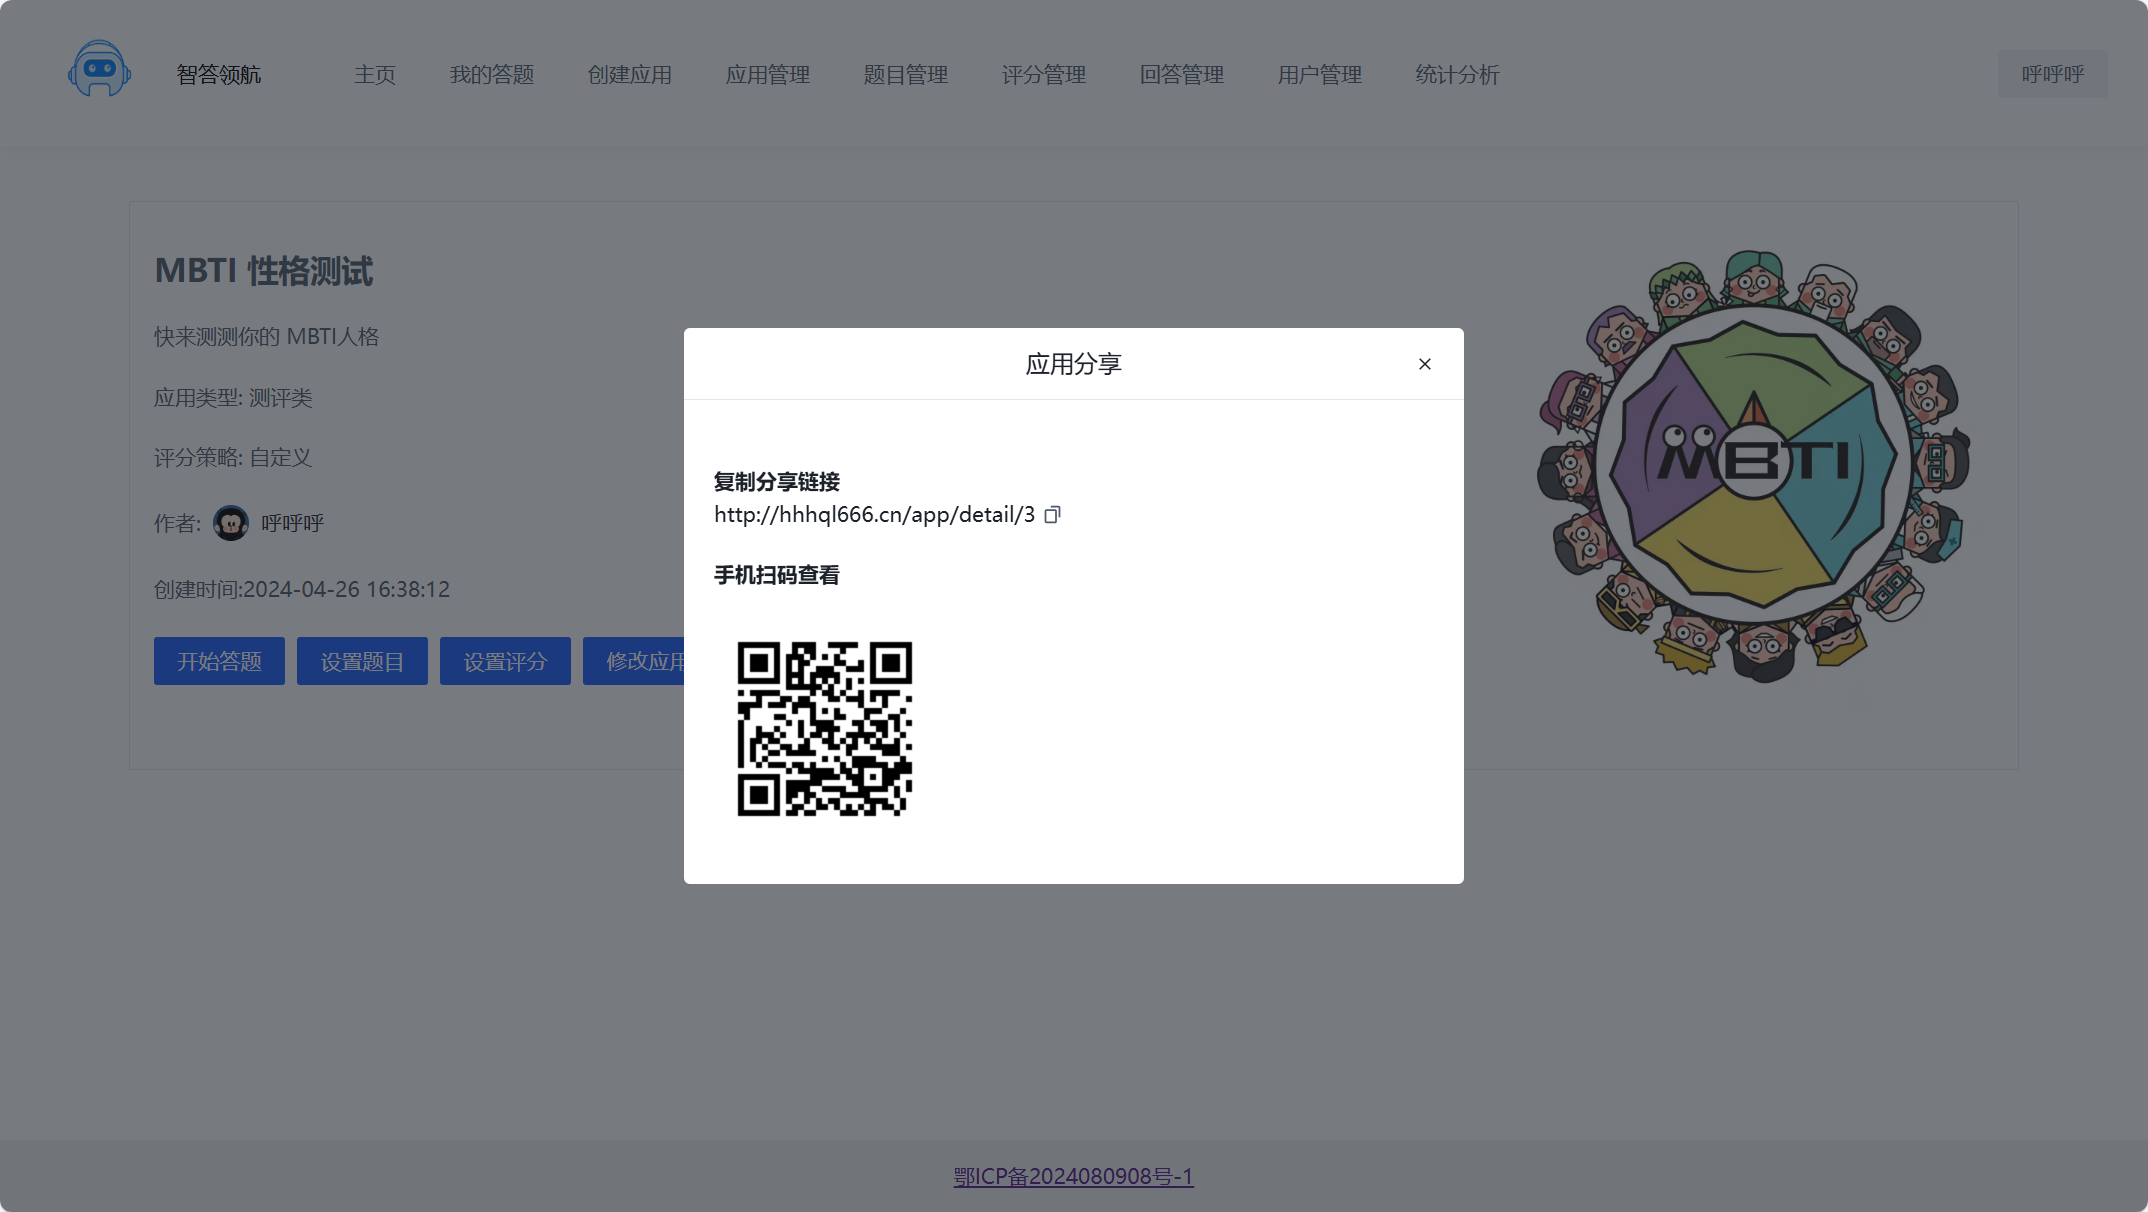 智答领航 主页 我的答题 创建应用 应用管理 题目管理 评分管理 回答管理 用户管理 统计分析 呼呼呼
MBTI 性格测试
快来测测你的 MBTI人格
应用类型: 测评类
评分策略: 自定义
作者: 呼呼呼
创建时间:2024-04-26 16:38:12
开始答题 设置题目 设置评分 修改应用
MBTI
应用分享
复制分享链接
http://hhhql666.cn/app/detail/3
手机扫码查看
鄂ICP备2024080908号-1